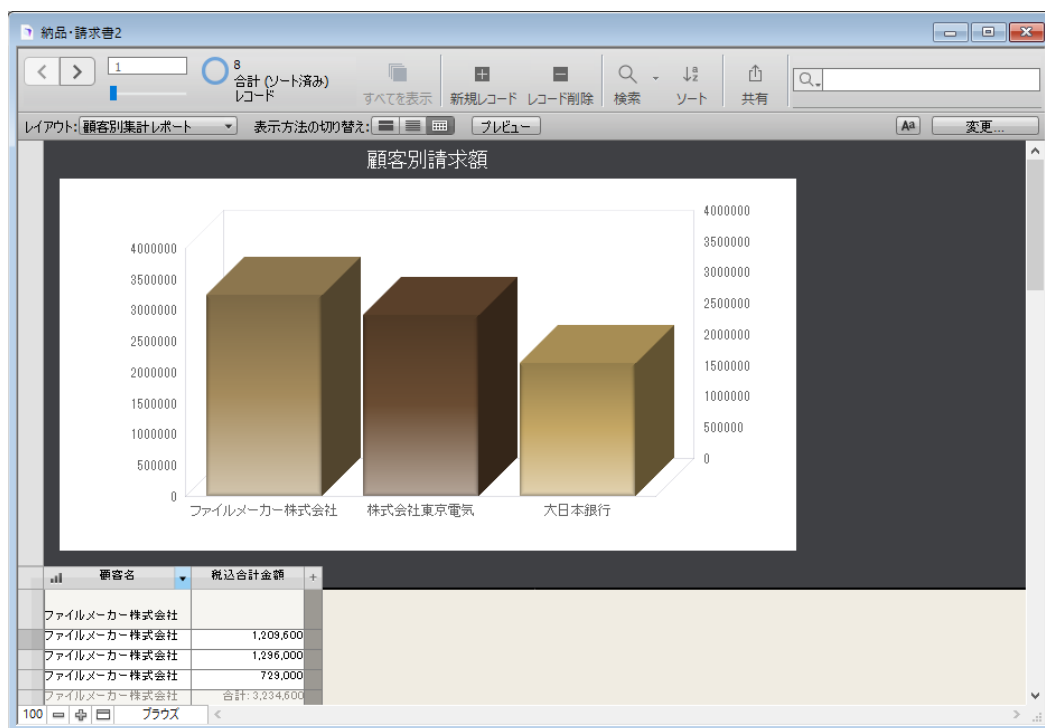 納品・請求書2
1
8
合計 (ソート済み)
レコード
すべてを表示
新規レコード
レコード削除
検索
ソート
共有
レイアウト:
顧客別集計レポート
表示方法の切り替え:
プレビュー
Aa
変更...
顧客別請求額
4000000
3500000
3000000
2500000
2000000
1500000
1000000
500000
0
4000000
3500000
3000000
2500000
2000000
1500000
1000000
500000
0
ファイルメーカー株式会社
株式会社東京電気
大日本銀行
顧客名 税込合計金額 +
ファイルメーカー株式会社
ファイルメーカー株式会社 1,209,600
ファイルメーカー株式会社 1,296,000
ファイルメーカー株式会社 729,000
ファイルメーカー株式会社 合計: 3,234,600
100 ブラウズ